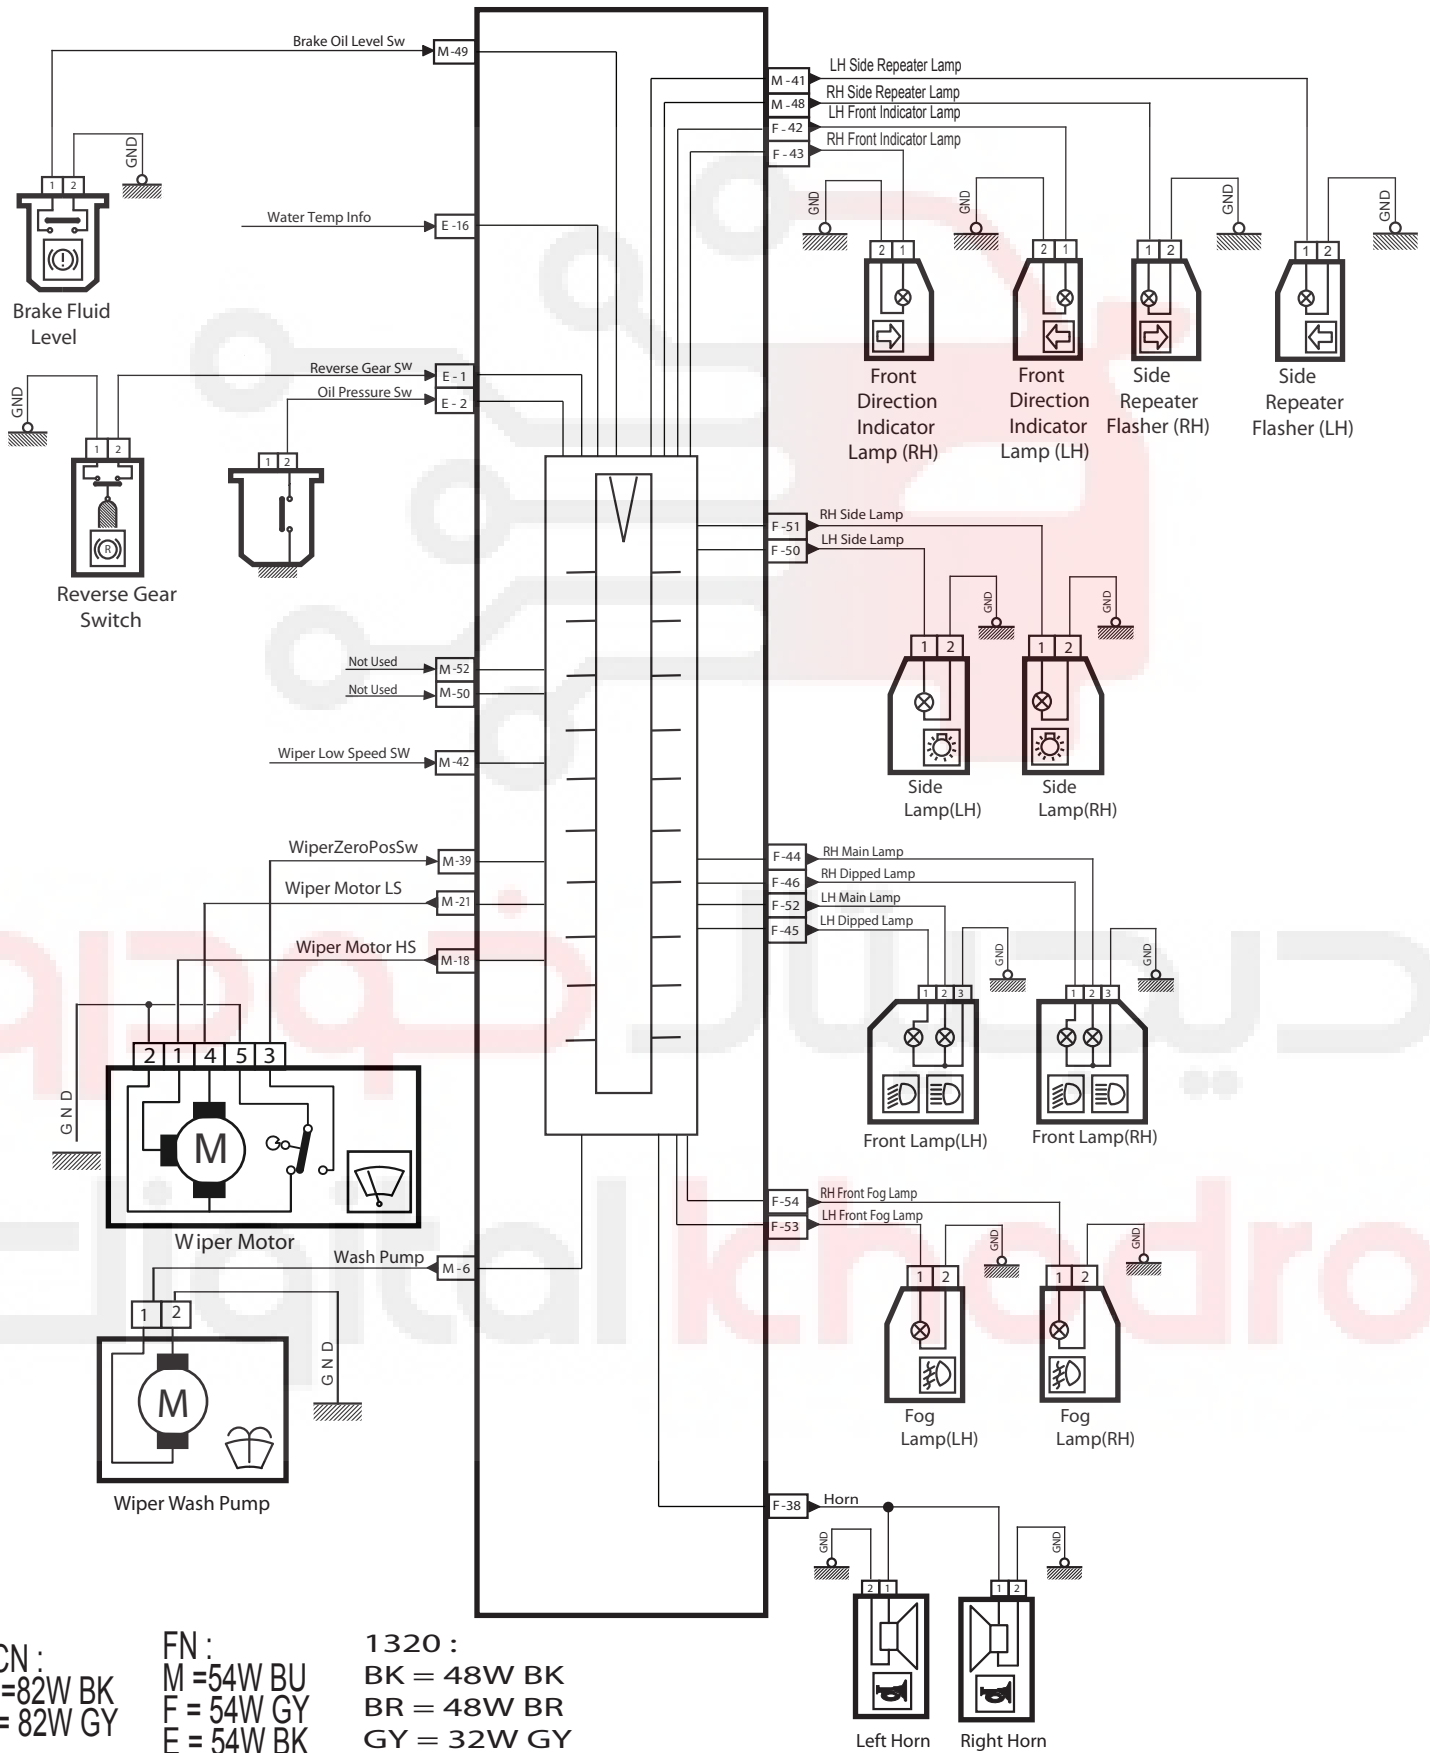 Brake Oil Level Sw
M-49
GND
1 2
Brake Fluid
Level
Water Temp Info
E-16
Reverse Gear Sw
E-1
Oil Pressure Sw
E-2
GND
1 2
R
Reverse Gear
Switch
1 2
Not Used
M-52
Not Used
M-50
Wiper Low Speed SW
M-42
WiperZeroPosSw
M-39
Wiper Motor LS
M-21
Wiper Motor HS
M-18
GND
2 1 4 5 3
M
Wiper Motor
Wash Pump
M-6
1 2
GND
M
Wiper Wash Pump
M-41
LH Side Repeater Lamp
M-48
RH Side Repeater Lamp
F-42
LH Front Indicator Lamp
F-43
RH Front Indicator Lamp
GND GND GND GND
2 1
2 1
1 2
1 2
Front
Direction
Indicator
Lamp (RH)
Front
Direction
Indicator
Lamp (LH)
Side
Repeater
Flasher (RH)
Side
Repeater
Flasher (LH)
F-51
RH Side Lamp
F-50
LH Side Lamp
GND GND
1 2
1 2
Side
Lamp(LH)
Side
Lamp(RH)
F-44
RH Main Lamp
F-46
RH Dipped Lamp
F-52
LH Main Lamp
F-45
LH Dipped Lamp
GND GND
1 2 3
1 2 3
Front Lamp(LH)
Front Lamp(RH)
F-54
RH Front Fog Lamp
F-53
LH Front Fog Lamp
GND GND
1 2
1 2
Fog
Lamp(LH)
Fog
Lamp(RH)
F-38
Horn
GND GND
2 1
1 2
Left Horn
Right Horn
دیجیتال خودرو
digital khodro
CN :
=82W BK
= 82W GY
FN :
M =54W BU
F = 54W GY
E = 54W BK
1320 :
BK = 48W BK
BR = 48W BR
GY = 32W GY